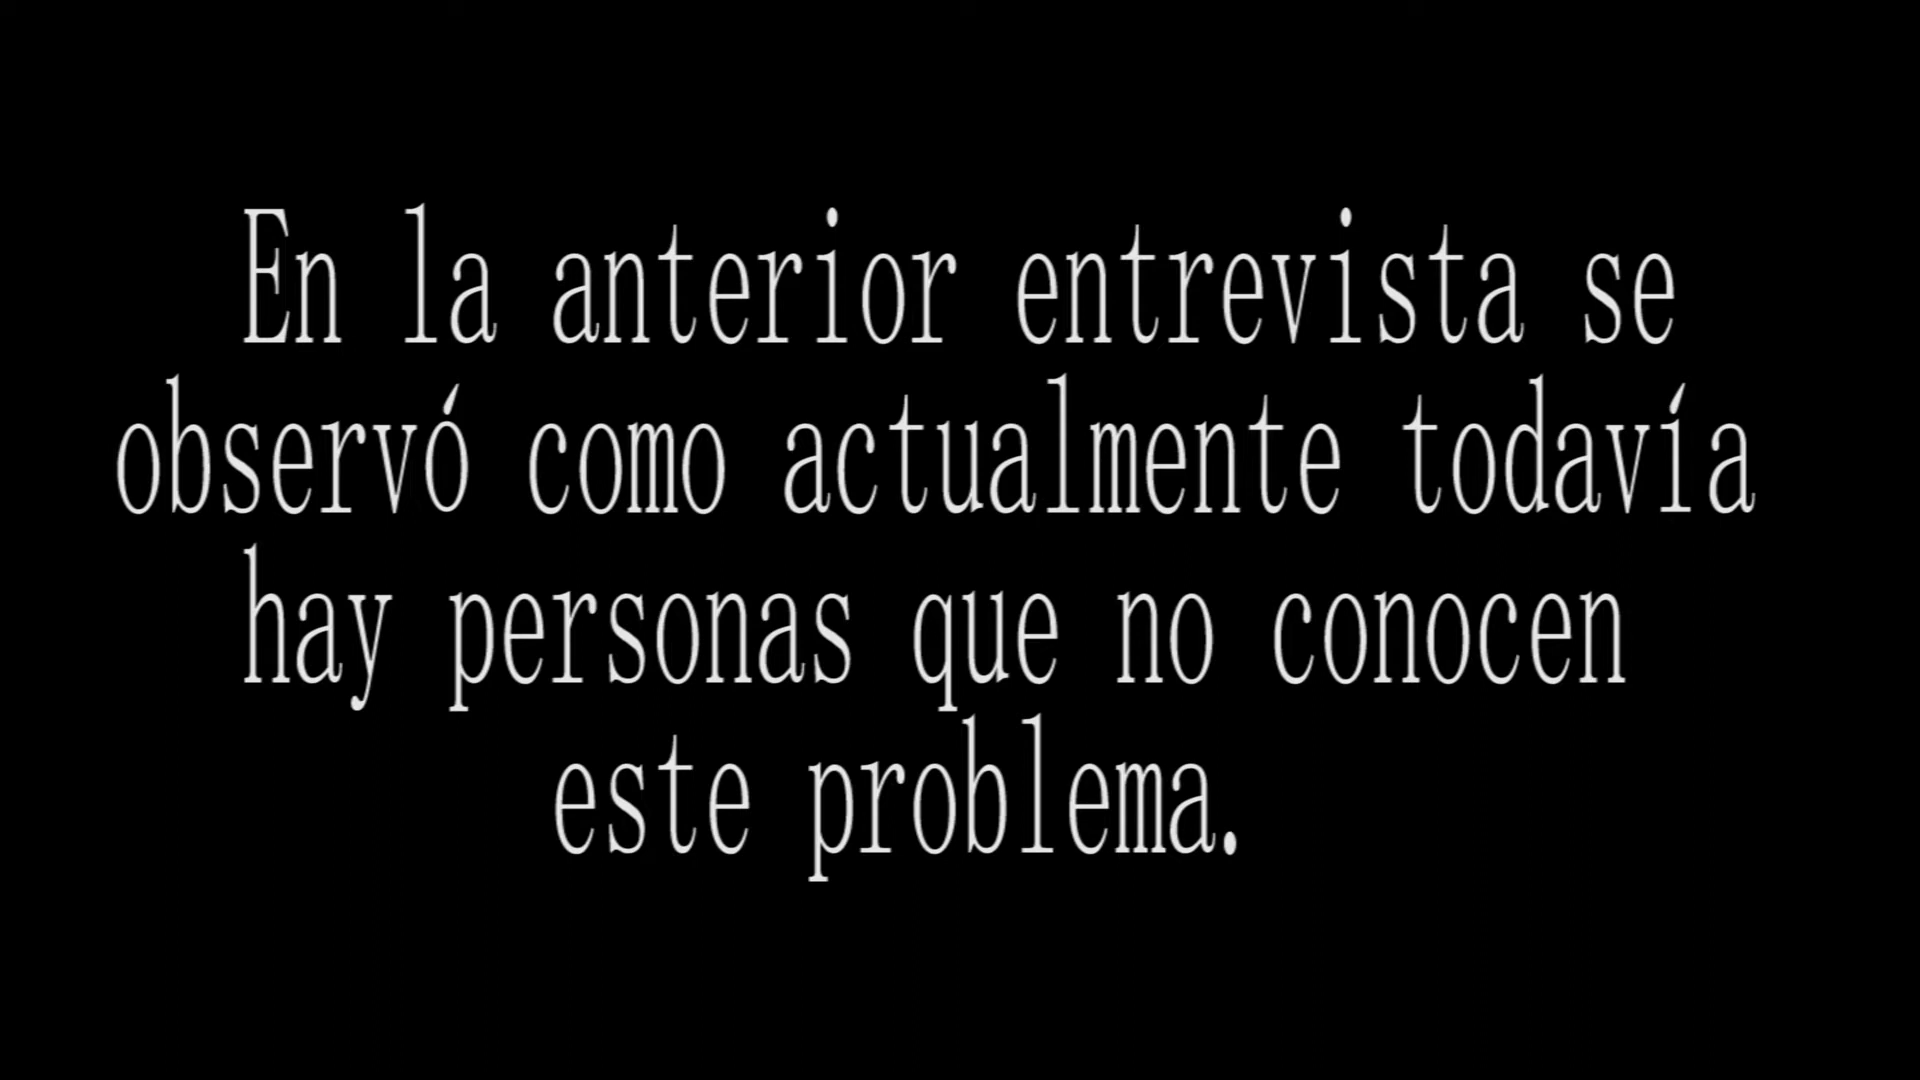 En la anterior entrevista se
observó como actualmente todavía
hay personas que no conocen
este problema.